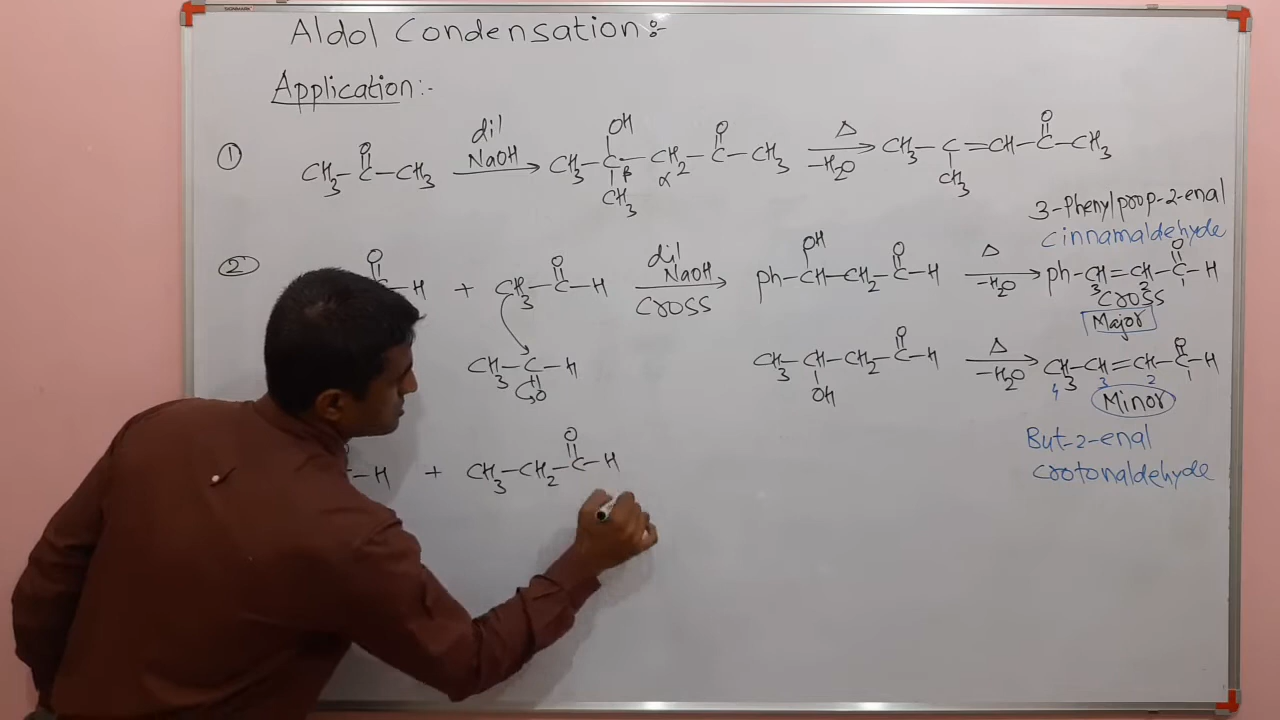 Aldol Condensation:-
Application:-
① CH3-C(=O)-CH3 dil NaOH → CH3-C(OH)(CH3)-CH2-C(=O)-CH3 Δ -H2O → CH3-C(CH3)=CH-C(=O)-CH3
β α
3-Phenylprop-2-enal
cinnamaldehyde
② O C-H + CH3-C(=O)-H dil NaOH → ph-CH(OH)-CH2-C(=O)-H Δ -H2O → ph-CH=CH-C(=O)-H
cross
3 2 1
cross
Major
CH3-C(=O)-H
CH3-CH(OH)-CH2-C(=O)-H Δ -H2O → CH3-CH=CH-C(=O)-H
4 3 2 1
Minor
But-2-enal
crotonaldehyde
-H + CH3-CH2-C(=O)-H